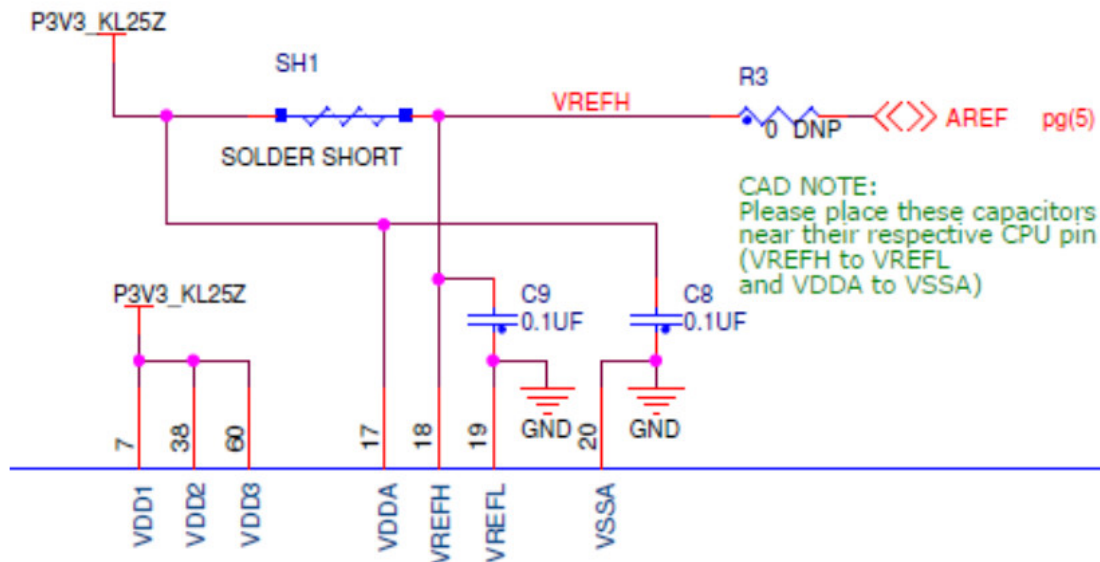 P3V3_KL25Z
SH1
SOLDER SHORT
VREFH
R3
0 DNP
AREF pg(5)
CAD NOTE:
Please place these capacitors
near their respective CPU pin
(VREFH to VREFL
and VDDA to VSSA)
P3V3_KL25Z
C9
0.1UF
C8
0.1UF
GND
GND
7
38
60
17
18
19
20
VDD1
VDD2
VDD3
VDDA
VREFH
VREFL
VSSA